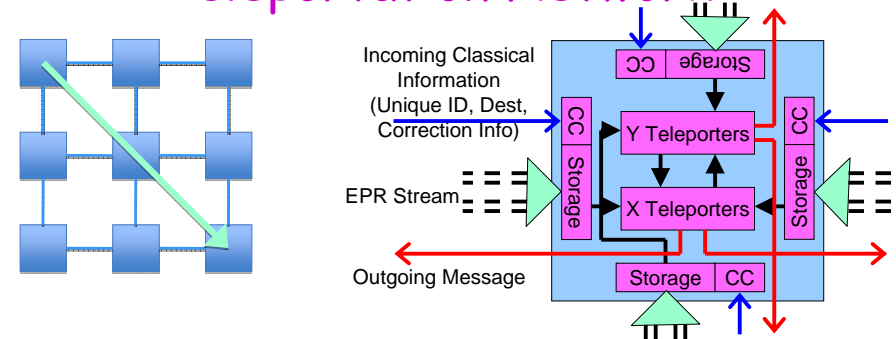 Incoming Classical
Information
(Unique ID, Dest,
Correction Info)
EPR Stream
Outgoing Message
CC Storage
CC
Storage
Y Teleporters
X Teleporters
CC
Storage
Storage CC